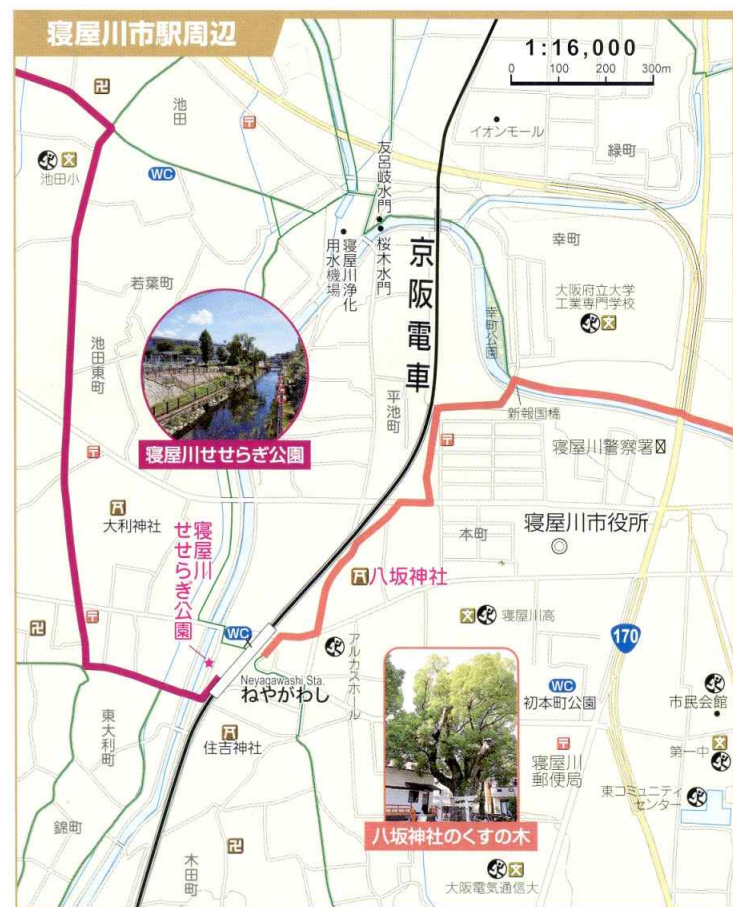 寝屋川市駅周辺
1:16,000
0 100 200 300m
池田
イオンモール
緑町
友呂岐水門
WC
池田小
桜木水門
寝屋川浄化
用水機場
京阪電車
幸町
若葉町
大阪府立大学
工業専門学校
幸町公園
池田東町
平池町
新報国橋
寝屋川せせらぎ公園
寝屋川警察署
大利神社
寝屋川
せせらぎ公園
本町
寝屋川市役所
八坂神社
WC
アルカスホール
寝屋川高
170
Neyagawashi Sta.
ねやがわし
WC
初本町公園
市民会館
東大利町
住吉神社
寝屋川
郵便局
第一中
東コミュニティ
センター
錦町
八坂神社のくすの木
木田町
大阪電気通信大